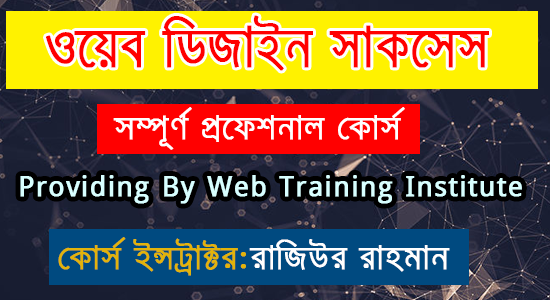 ওয়েব ডিজাইন সাকসেস
সম্পূর্ণ প্রফেশনাল কোর্স
Providing By Web Training Institute
কোর্স ইন্সট্রাক্টর:রাজিউর রাহমান